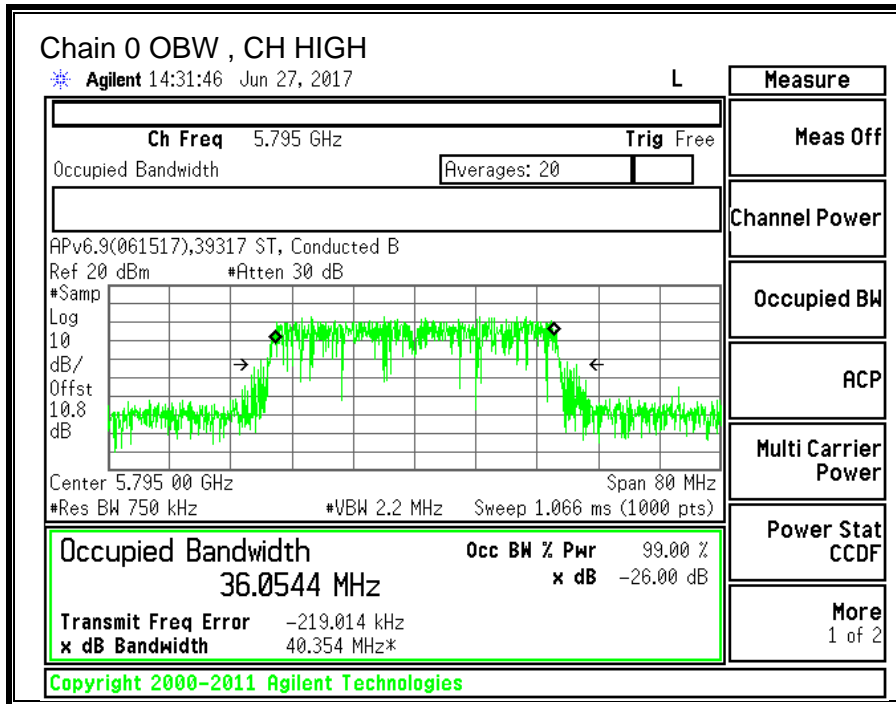 Chain 0 OBW , CH HIGH
Agilent 14:31:46 Jun 27, 2017 L
Measure
Ch Freq 5.795 GHz Trig Free
Occupied Bandwidth Averages: 20
APv6.9(061517),39317 ST, Conducted B
Ref 20 dBm #Atten 30 dB
#Samp
Log
10
dB/
Offst
10.8
dB
Center 5.795 00 GHz Span 80 MHz
#Res BW 750 kHz #VBW 2.2 MHz Sweep 1.066 ms (1000 pts)
Occupied Bandwidth Occ BW % Pwr 99.00 %
36.0544 MHz x dB -26.00 dB
Transmit Freq Error -219.014 kHz
x dB Bandwidth 40.354 MHz*
Meas Off
Channel Power
Occupied BW
ACP
Multi Carrier
Power
Power Stat
CCDF
More
1 of 2
Copyright 2000-2011 Agilent Technologies